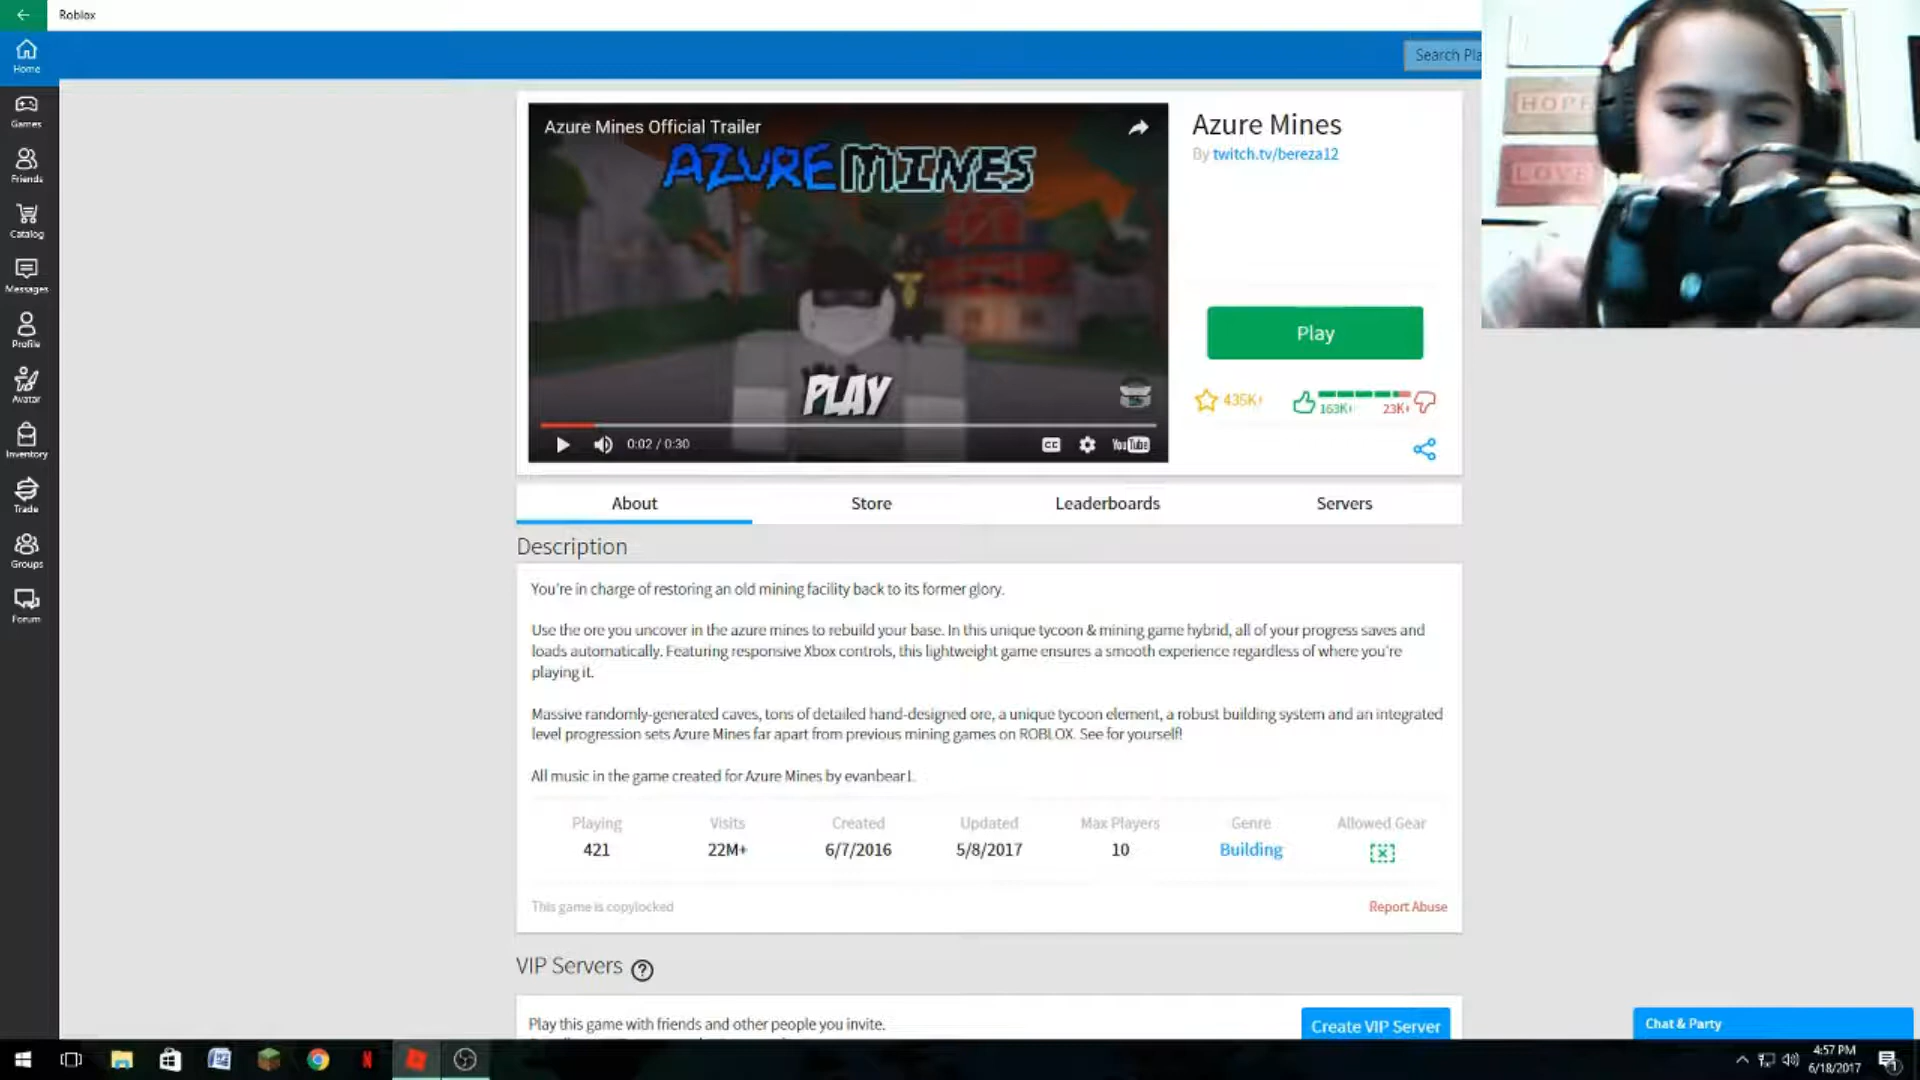 Roblox
Home
Search Pla
Games
Friends
Catalog
Messages
Profile
Avatar
Inventory
Trade
Groups
Forum
Azure Mines Official Trailer
AZURE MINES
PLAY
0:02 / 0:30
CC
YouTube
Azure Mines
By twitch.tv/bereza12
Play
435K+
163K+
23K+
HOPE
LOVE
About
Store
Leaderboards
Servers
Description
You're in charge of restoring an old mining facility back to its former glory.
Use the ore you uncover in the azure mines to rebuild your base. In this unique tycoon & mining game hybrid, all of your progress saves and
loads automatically. Featuring responsive Xbox controls, this lightweight game ensures a smooth experience regardless of where you're
playing it.
Massive randomly-generated caves, tons of detailed hand-designed ore, a unique tycoon element, a robust building system and an integrated
level progression sets Azure Mines far apart from previous mining games on ROBLOX. See for yourself!
All music in the game created for Azure Mines by evanbear1.
Playing Visits Created Updated Max Players Genre Allowed Gear
421 22M+ 6/7/2016 5/8/2017 10 Building
This game is copylocked
Report Abuse
VIP Servers ?
Play this game with friends and other people you invite.
Create VIP Server
Chat & Party
4:57 PM
6/18/2017
1